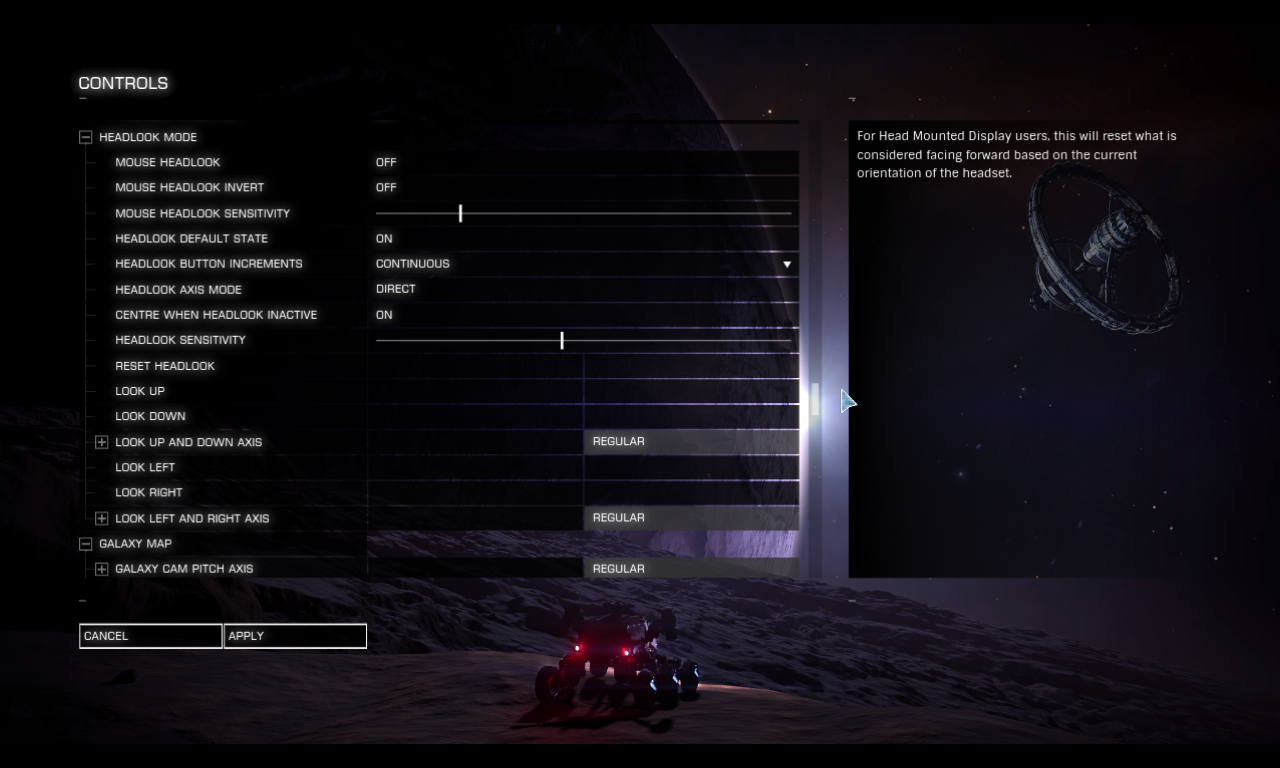 CONTROLS
HEADLOOK MODE
MOUSE HEADLOOK OFF
MOUSE HEADLOOK INVERT OFF
MOUSE HEADLOOK SENSITIVITY
HEADLOOK DEFAULT STATE ON
HEADLOOK BUTTON INCREMENTS CONTINUOUS
HEADLOOK AXIS MODE DIRECT
CENTRE WHEN HEADLOOK INACTIVE ON
HEADLOOK SENSITIVITY
RESET HEADLOOK
LOOK UP
LOOK DOWN
LOOK UP AND DOWN AXIS REGULAR
LOOK LEFT
LOOK RIGHT
LOOK LEFT AND RIGHT AXIS REGULAR
GALAXY MAP
GALAXY CAM PITCH AXIS REGULAR
CANCEL APPLY
For Head Mounted Display users, this will reset what is
considered facing forward based on the current
orientation of the headset.